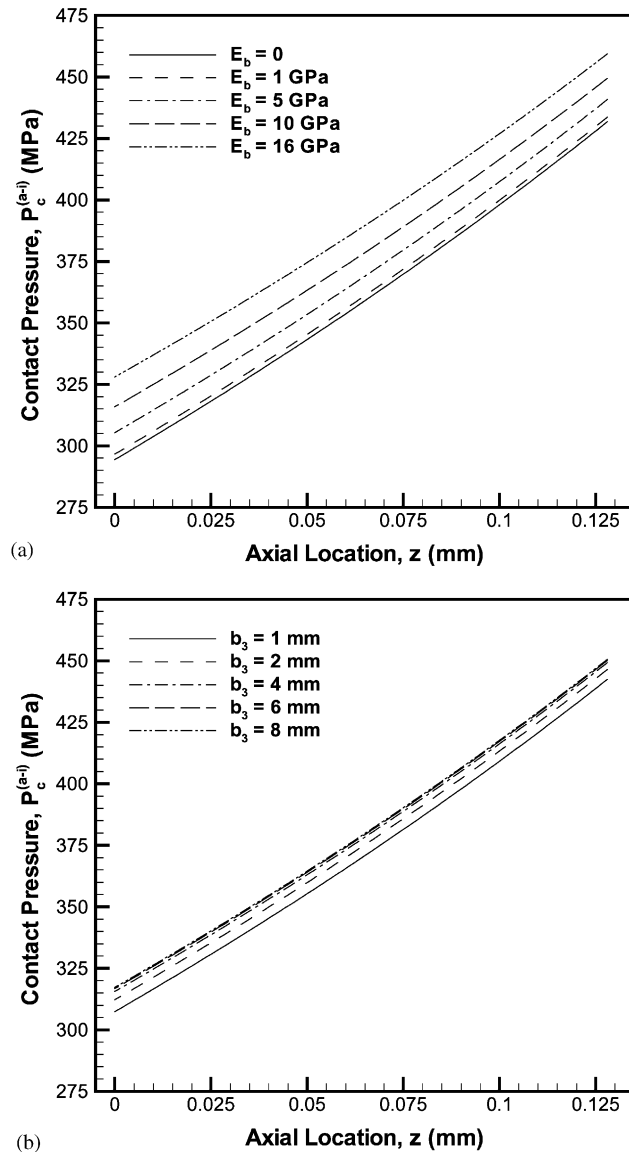 475
450
425
400
375
350
325
300
275
Contact Pressure, P_c^(a-i) (MPa)
E_b = 0
E_b = 1 GPa
E_b = 5 GPa
E_b = 10 GPa
E_b = 16 GPa
0 0.025 0.05 0.075 0.1 0.125
(a)
Axial Location, z (mm)
475
450
425
400
375
350
325
300
275
Contact Pressure, P_c^(a-i) (MPa)
b_3 = 1 mm
b_3 = 2 mm
b_3 = 4 mm
b_3 = 6 mm
b_3 = 8 mm
0 0.025 0.05 0.075 0.1 0.125
(b)
Axial Location, z (mm)